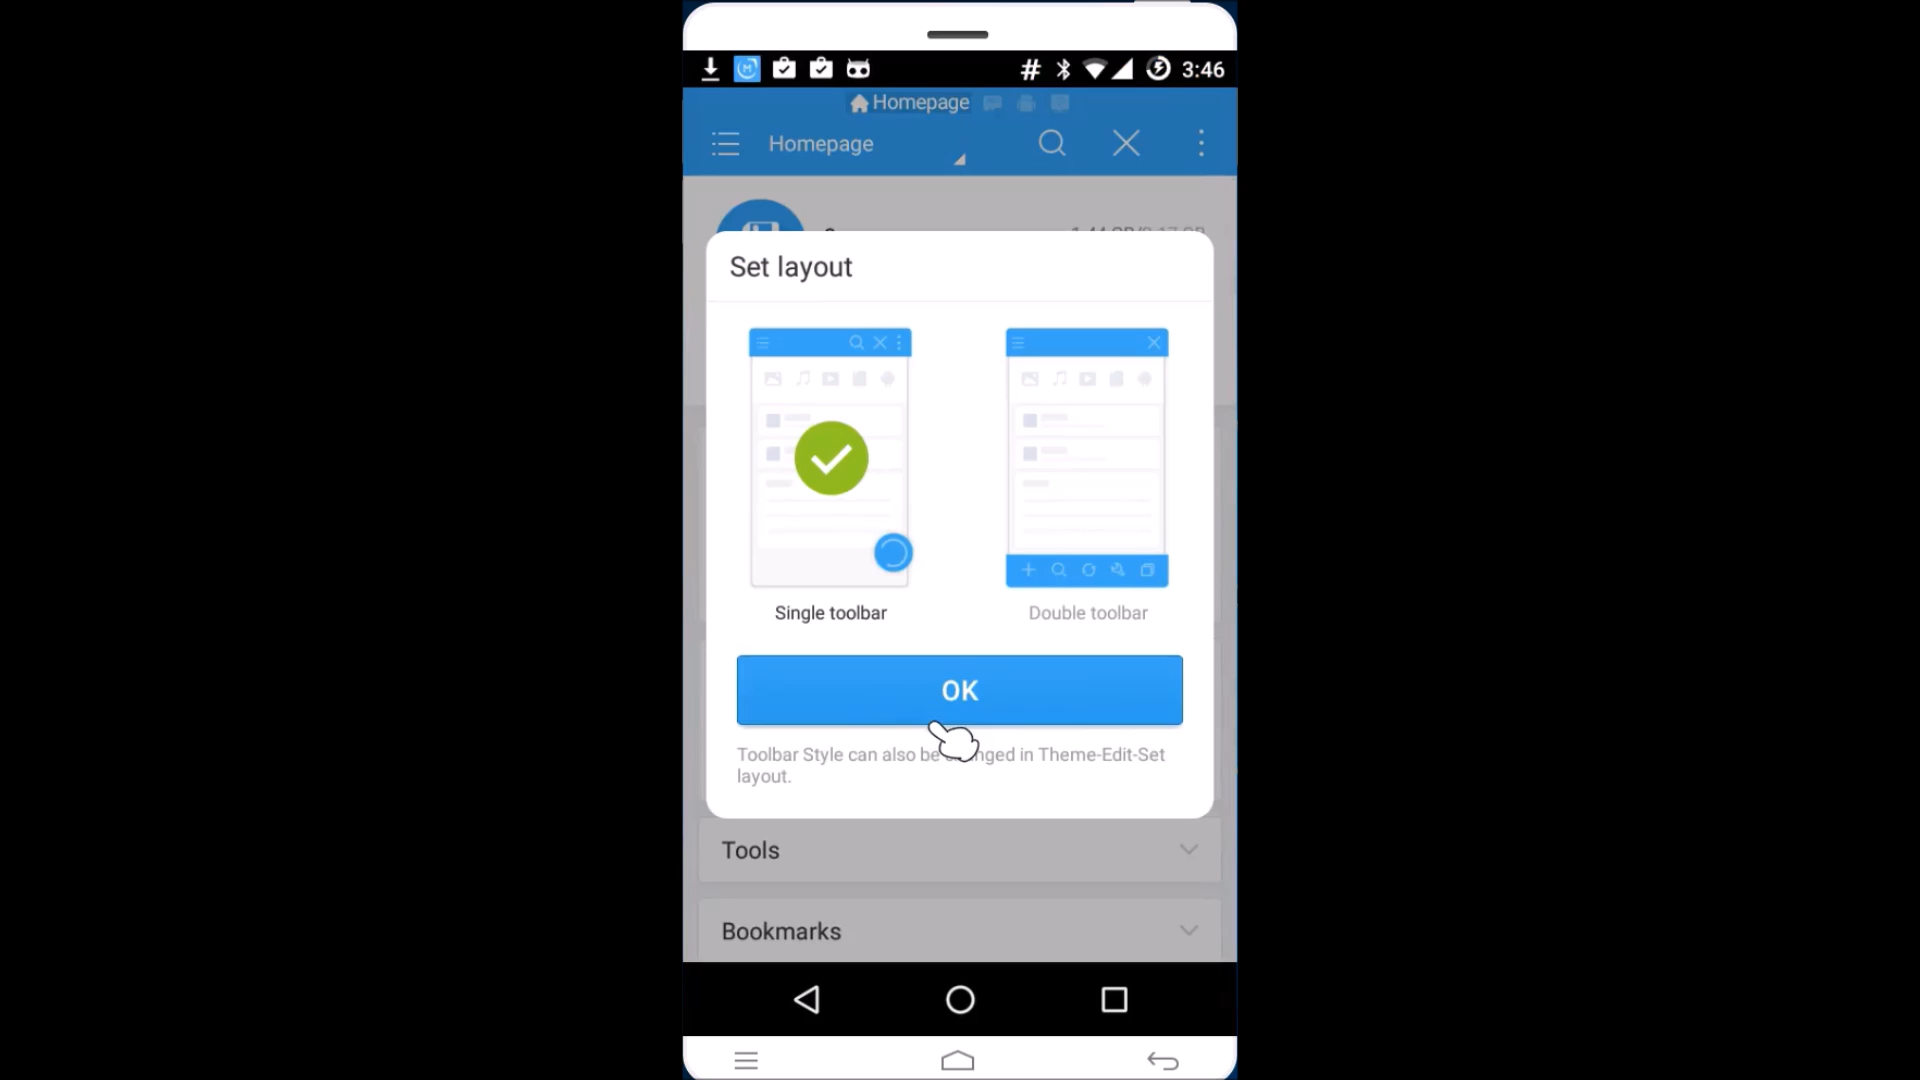 3:46
Homepage
Homepage
Set layout
Single toolbar
Double toolbar
OK
Toolbar Style can also be in Theme-Edit-Set
layout.
Tools
Bookmarks